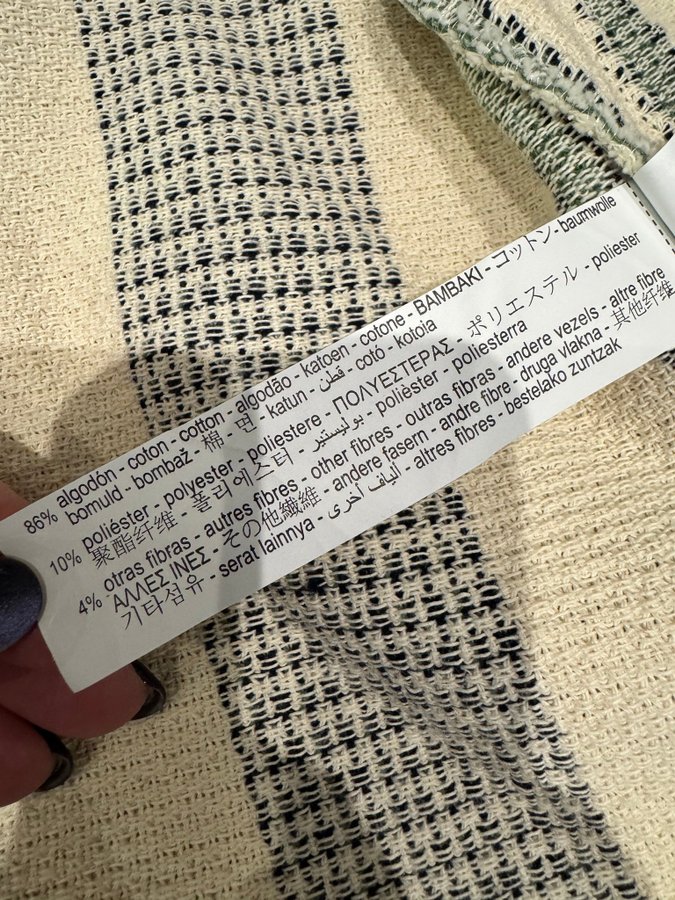 86% algodón - coton - cotton - algodão - katoen - cotone - ΒΑΜΒΑΚΙ - コットン - baumwolle
bomuld - bombaž - 棉 - 면 - katun - قطن - cotó - kotoia
10% poliéster - polyester - poliestere - ΠΟΛΥΕΣΤΕΡΑΣ - ポリエステル - poliester
聚酯纤维 - 폴리에스터 - بوليستير - polièster - poliesterra
4% otras fibras - autres fibres - other fibres - outras fibras - andere vezels - altre fibre
ΑΛΛΕΣ ΙΝΕΣ - その他繊維 - andere fasern - andre fibre - druga vlakna - 其他纤维
기타섬유 - serat lainnya - ألياف أخرى - altres fibres - bestelako zuntzak